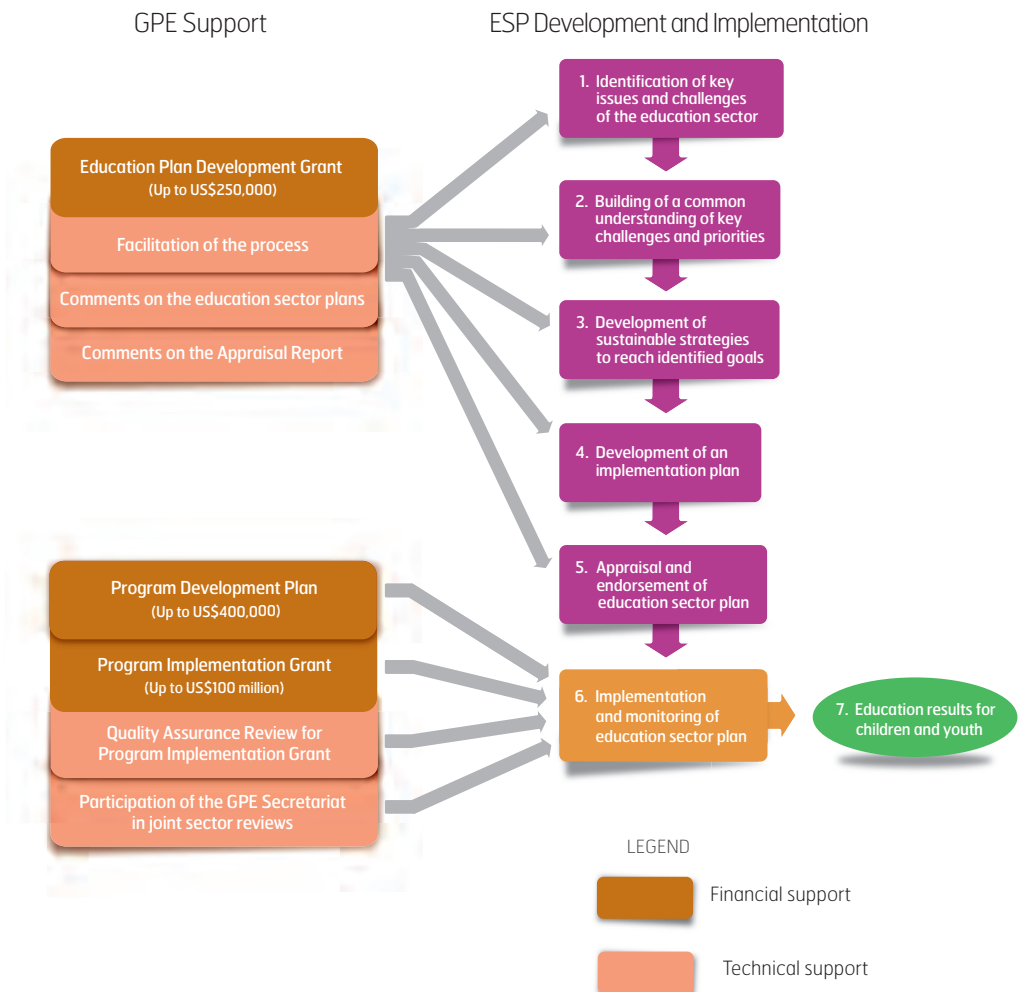 GPE Support
Education Plan Development Grant
(Up to US$250,000)
Facilitation of the process
Comments on the education sector plans
Comments on the Appraisal Report
Program Development Plan
(Up to US$400,000)
Program Implementation Grant
(Up to US$100 million)
Quality Assurance Review for
Program Implementation Grant
Participation of the GPE Secretariat
in joint sector reviews
ESP Development and Implementation
1. Identification of key
issues and challenges
of the education sector
2. Building of a common
understanding of key
challenges and priorities
3. Development of
sustainable strategies
to reach identified goals
4. Development of an
implementation plan
5. Appraisal and
endorsement of
education sector plan
6. Implementation
and monitoring of
education sector plan
7. Education results for
children and youth
LEGEND
Financial support
Technical support